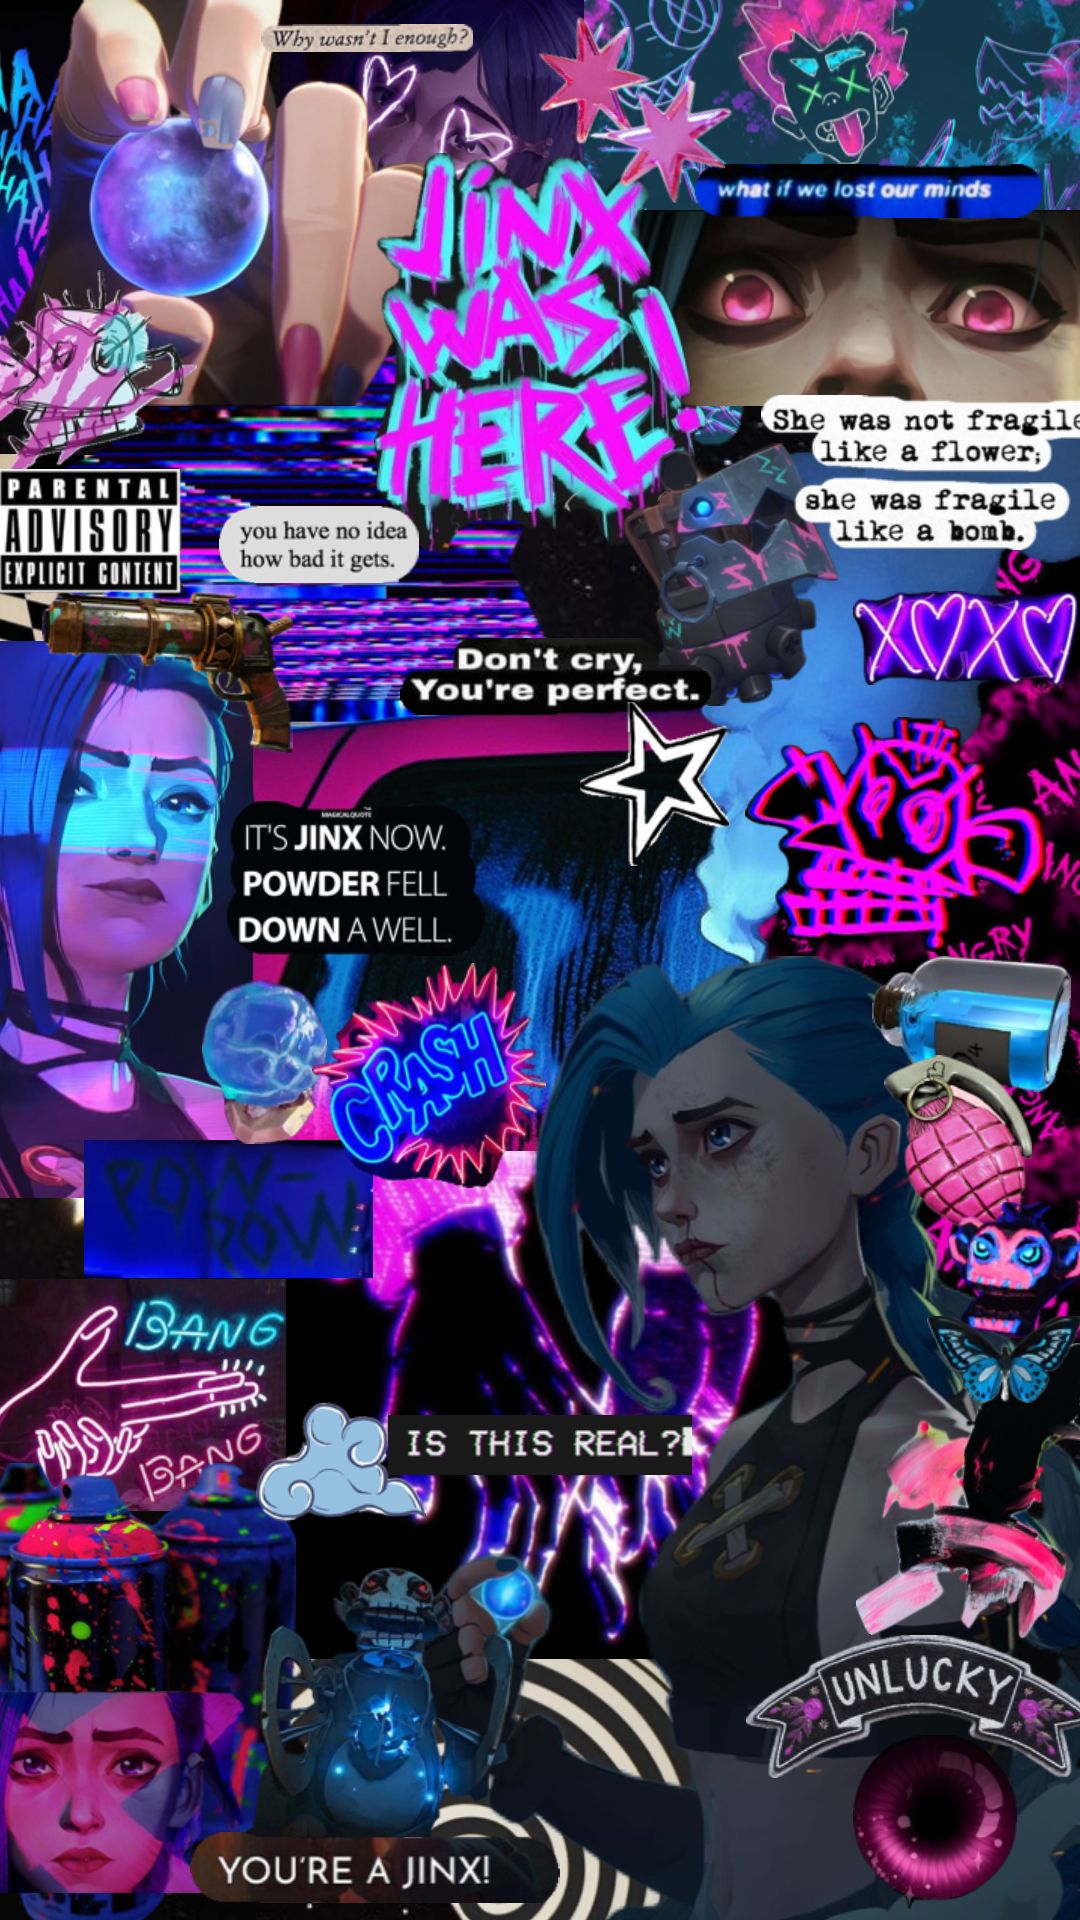 Why wasn't I enough?
what if we lost our minds
JINX
WAS
HERE!
She was not fragile
like a flower;
she was fragile
like a bomb.
PARENTAL
ADVISORY
EXPLICIT CONTENT
you have no idea
how bad it gets.
XOXO
Don't cry,
You're perfect.
MAGICALQUOTE
IT'S JINX NOW.
POWDER FELL
DOWN A WELL.
ANGRY
CRASH
POW-
POW
BANG
BANG
IS THIS REAL?
UNLUCKY
YOU'RE A JINX!